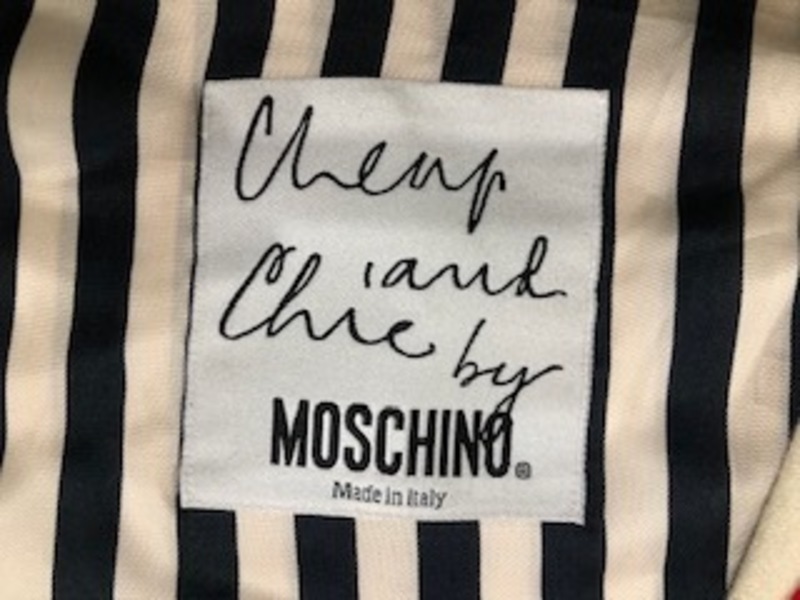 Cheap
and
Chic by
MOSCHINO®
Made in Italy